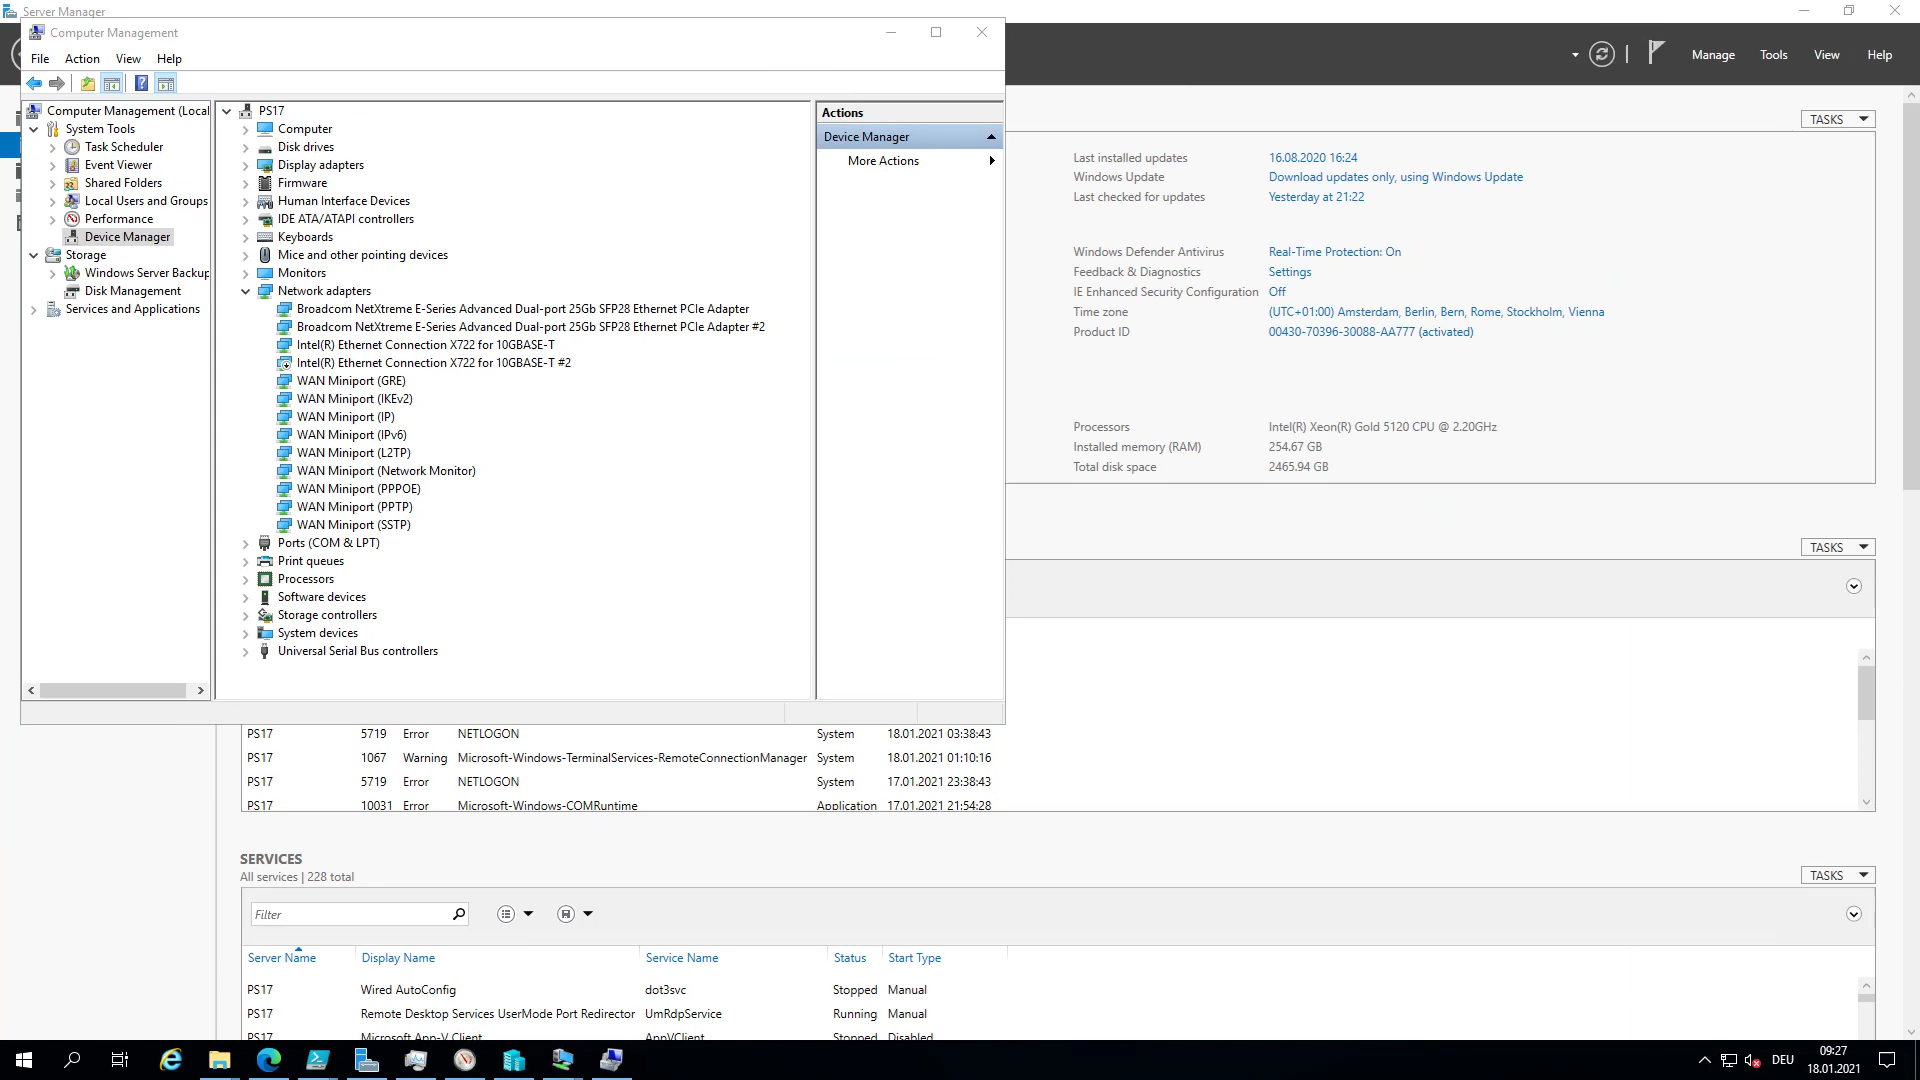 Server Manager
Computer Management
File Action View Help
Manage Tools View Help
Computer Management (Local
System Tools
Task Scheduler
Event Viewer
Shared Folders
Local Users and Groups
Performance
Device Manager
Storage
Windows Server Backup
Disk Management
Services and Applications
PS17
Computer
Disk drives
Display adapters
Firmware
Human Interface Devices
IDE ATA/ATAPI controllers
Keyboards
Mice and other pointing devices
Monitors
Network adapters
Broadcom NetXtreme E-Series Advanced Dual-port 25Gb SFP28 Ethernet PCIe Adapter
Broadcom NetXtreme E-Series Advanced Dual-port 25Gb SFP28 Ethernet PCIe Adapter #2
Intel(R) Ethernet Connection X722 for 10GBASE-T
Intel(R) Ethernet Connection X722 for 10GBASE-T #2
WAN Miniport (GRE)
WAN Miniport (IKEv2)
WAN Miniport (IP)
WAN Miniport (IPv6)
WAN Miniport (L2TP)
WAN Miniport (Network Monitor)
WAN Miniport (PPPOE)
WAN Miniport (PPTP)
WAN Miniport (SSTP)
Ports (COM & LPT)
Print queues
Processors
Software devices
Storage controllers
System devices
Universal Serial Bus controllers
Actions
Device Manager
More Actions
TASKS
Last installed updates 16.08.2020 16:24
Windows Update Download updates only, using Windows Update
Last checked for updates Yesterday at 21:22
Windows Defender Antivirus Real-Time Protection: On
Feedback & Diagnostics Settings
IE Enhanced Security Configuration Off
Time zone (UTC+01:00) Amsterdam, Berlin, Bern, Rome, Stockholm, Vienna
Product ID 00430-70396-30088-AA777 (activated)
Processors Intel(R) Xeon(R) Gold 5120 CPU @ 2.20GHz
Installed memory (RAM) 254.67 GB
Total disk space 2465.94 GB
TASKS
PS17 5719 Error NETLOGON System 18.01.2021 03:38:43
PS17 1067 Warning Microsoft-Windows-TerminalServices-RemoteConnectionManager System 18.01.2021 01:10:16
PS17 5719 Error NETLOGON System 17.01.2021 23:38:43
PS17 10031 Error Microsoft-Windows-COMRuntime Application 17.01.2021 21:54:28
SERVICES
All services | 228 total
TASKS
Filter
Server Name Display Name Service Name Status Start Type
PS17 Wired AutoConfig dot3svc Stopped Manual
PS17 Remote Desktop Services UserMode Port Redirector UmRdpService Running Manual
PS17 Microsoft App-V Client AppVClient Stopped Disabled
DEU
09:27
18.01.2021